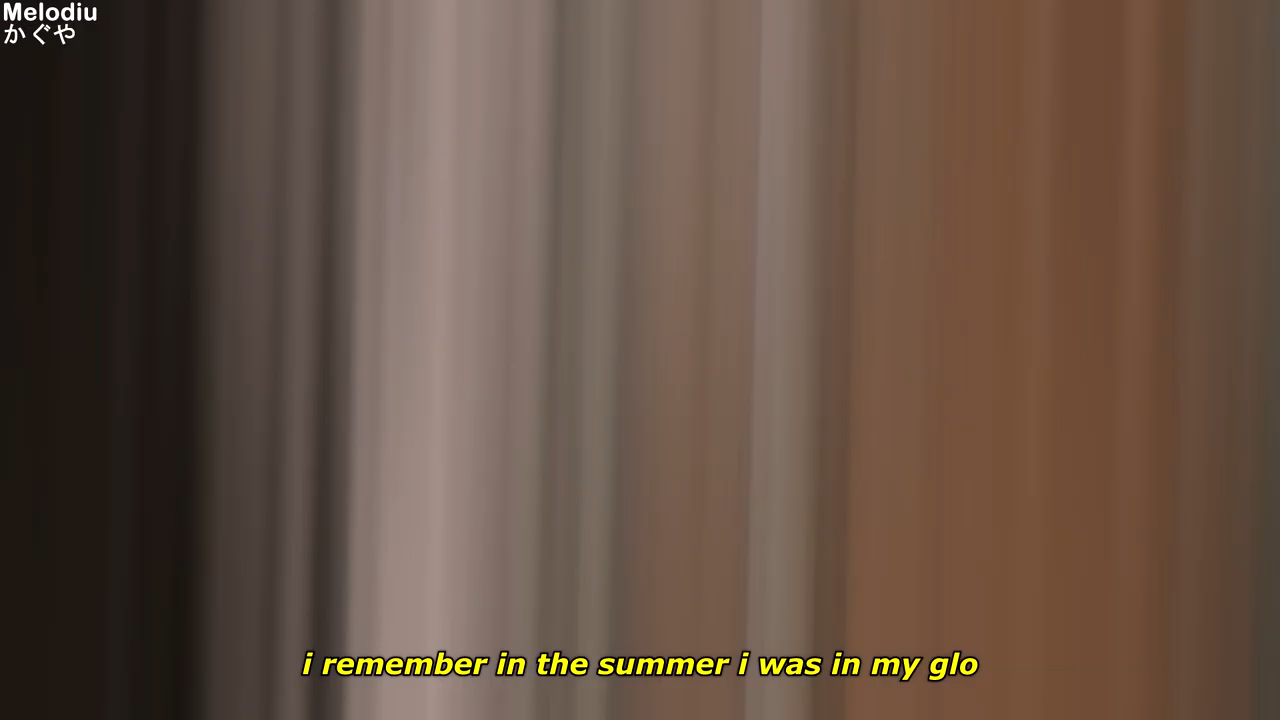 Melodiu
かぐや
i remember in the summer i was in my glo